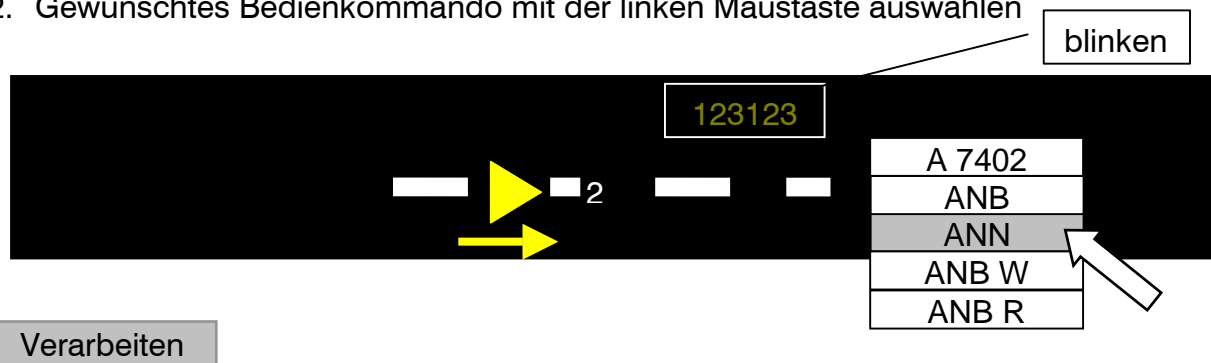 2. Gewünschtes Bedienkommando mit der linken Maustaste auswählen
blinken
123123
A 7402
2
ANB
ANN
ANB W
ANB R
Verarbeiten